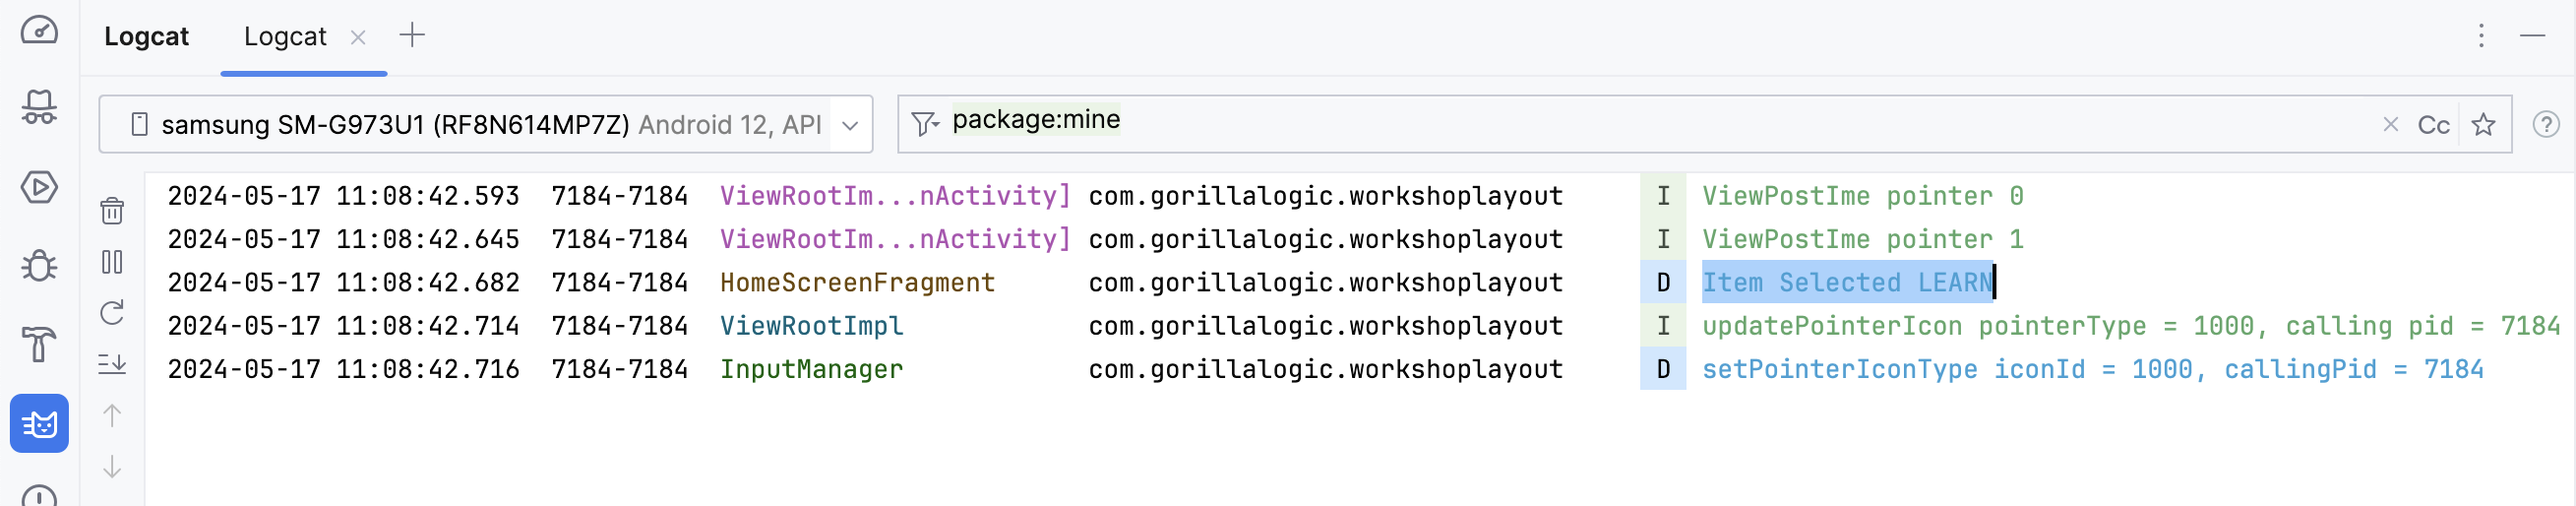 Logcat Logcat
samsung SM-G973U1 (RF8N614MP7Z) Android 12, API package:mine Cc
2024-05-17 11:08:42.593 7184-7184 ViewRootIm...nActivity] com.gorillalogic.workshoplayout I ViewPostIme pointer 0
2024-05-17 11:08:42.645 7184-7184 ViewRootIm...nActivity] com.gorillalogic.workshoplayout I ViewPostIme pointer 1
2024-05-17 11:08:42.682 7184-7184 HomeScreenFragment com.gorillalogic.workshoplayout D Item Selected LEARN
2024-05-17 11:08:42.714 7184-7184 ViewRootImpl com.gorillalogic.workshoplayout I updatePointerIcon pointerType = 1000, calling pid = 7184
2024-05-17 11:08:42.716 7184-7184 InputManager com.gorillalogic.workshoplayout D setPointerIconType iconId = 1000, callingPid = 7184